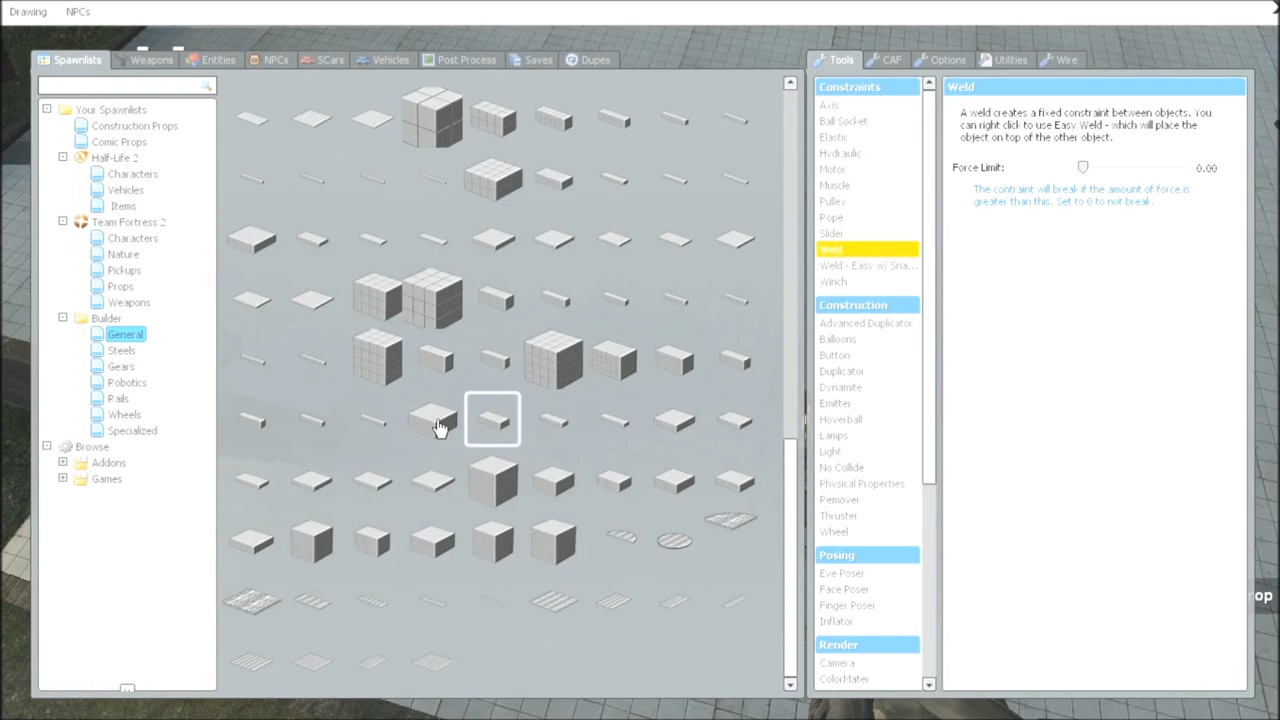 Drawing NPCs
Spawnlists Weapons Entities NPCs SCars Vehicles Post Process Saves Dupes
Your Spawnlists
Construction Props
Comic Props
Half-Life 2
Characters
Vehicles
Items
Team Fortress 2
Characters
Nature
Pickups
Props
Weapons
Builder
General
Steels
Gears
Robotics
Rails
Wheels
Specialized
Browse
Addons
Games
Tools CAF Options Utilities Wire
Constraints
Axis
Ball Socket
Elastic
Hydraulic
Motor
Muscle
Pulley
Rope
Slider
Weld
Weld - Easy w/ Sna...
Winch
Construction
Advanced Duplicator
Balloons
Button
Duplicator
Dynamite
Emitter
Hoverball
Lamps
Light
No Collide
Physical Properties
Remover
Thruster
Wheel
Posing
Eye Poser
Face Poser
Finger Poser
Inflator
Render
Camera
ColorMater
Weld
A weld creates a fixed constraint between objects. You
can right click to use Easy Weld - which will place the
object on top of the other object.
Force Limit: 0.00
The contraint will break if the amount of force is
greater than this. Set to 0 to not break.
rop